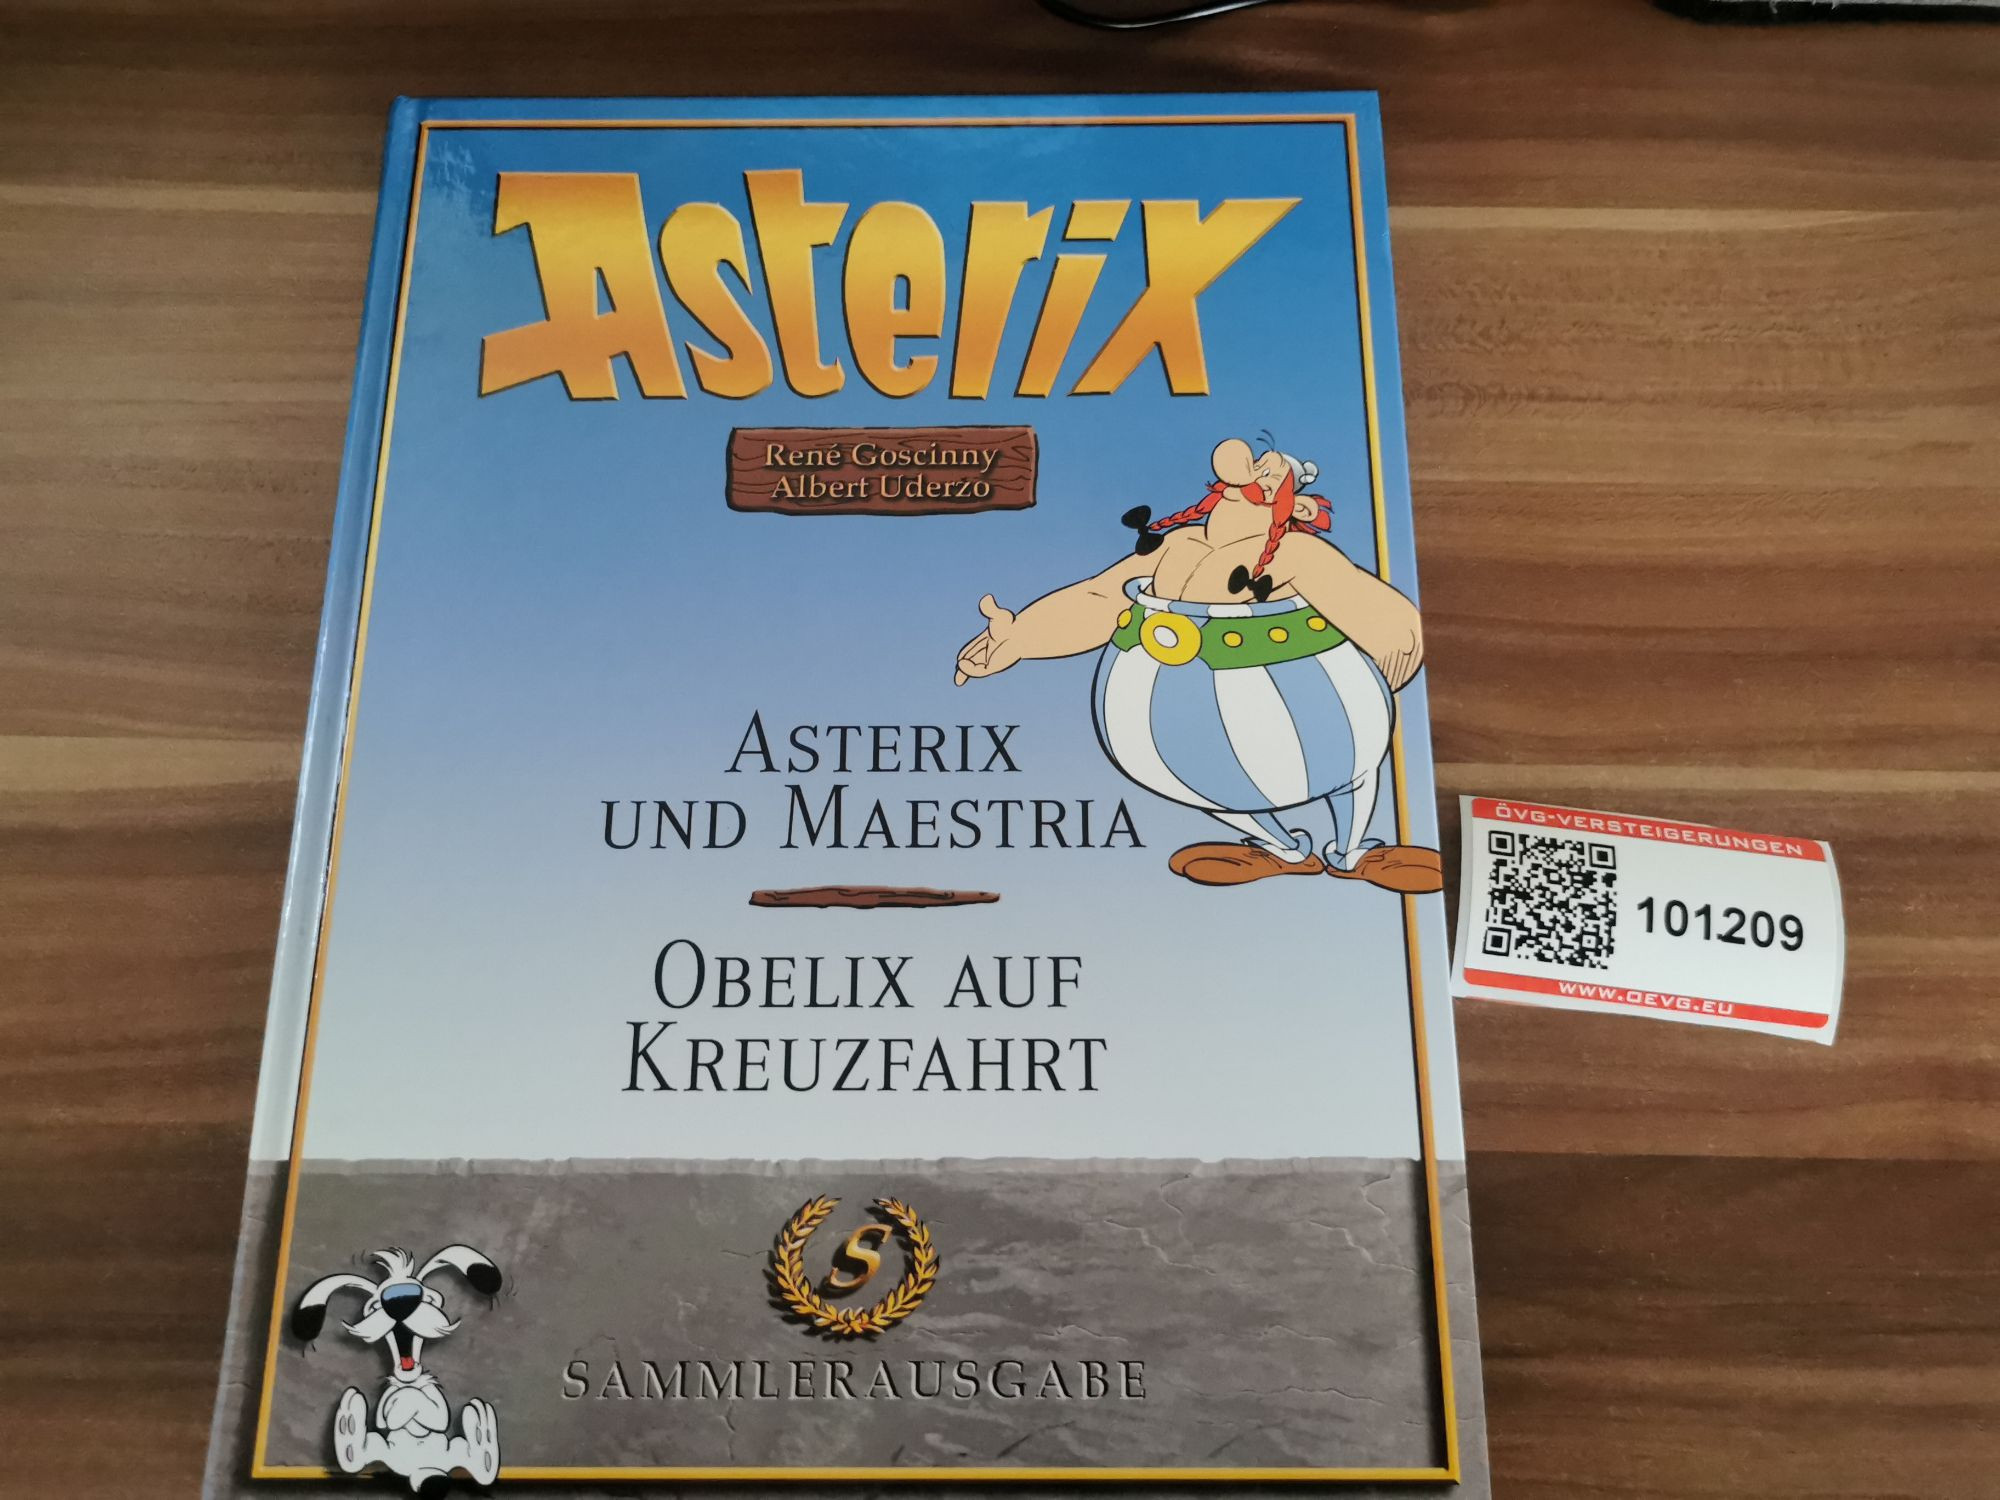 Asterix
René Goscinny
Albert Uderzo
ASTERIX
UND MAESTRIA
OBELIX AUF
KREUZFAHRT
S
SAMMLERAUSGABE
ÖVG-VERSTEIGERUNGEN
101209
WWW.OEVG.EU